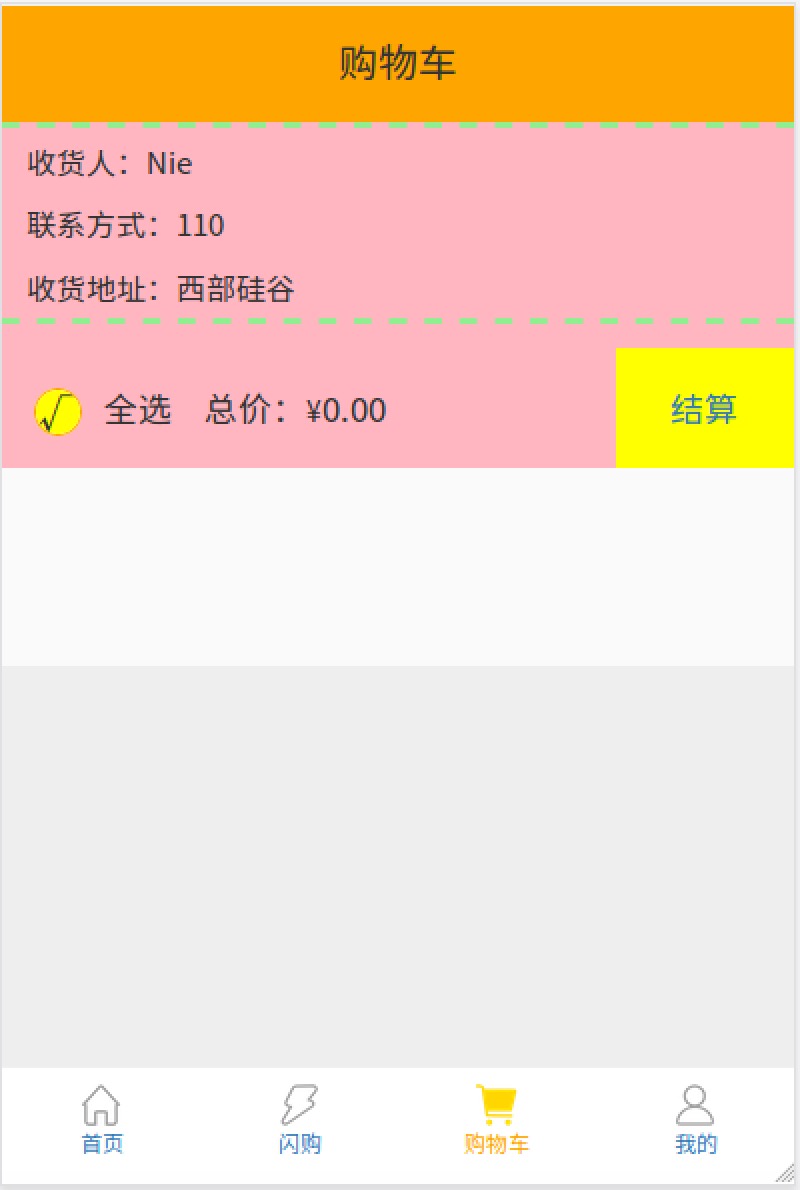 购物车
收货人：Nie
联系方式：110
收货地址：西部硅谷
√ 全选 总价：¥0.00 结算
首页 闪购 购物车 我的